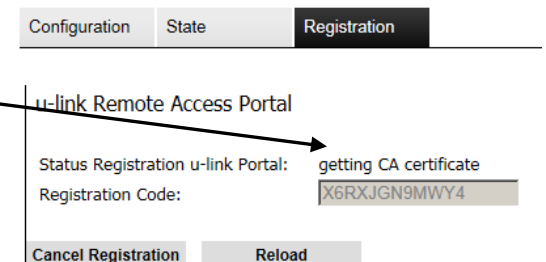 Configuration State Registration
u-link Remote Access Portal
Status Registration u-link Portal: getting CA certificate
Registration Code: X6RXJGN9MWY4
Cancel Registration Reload